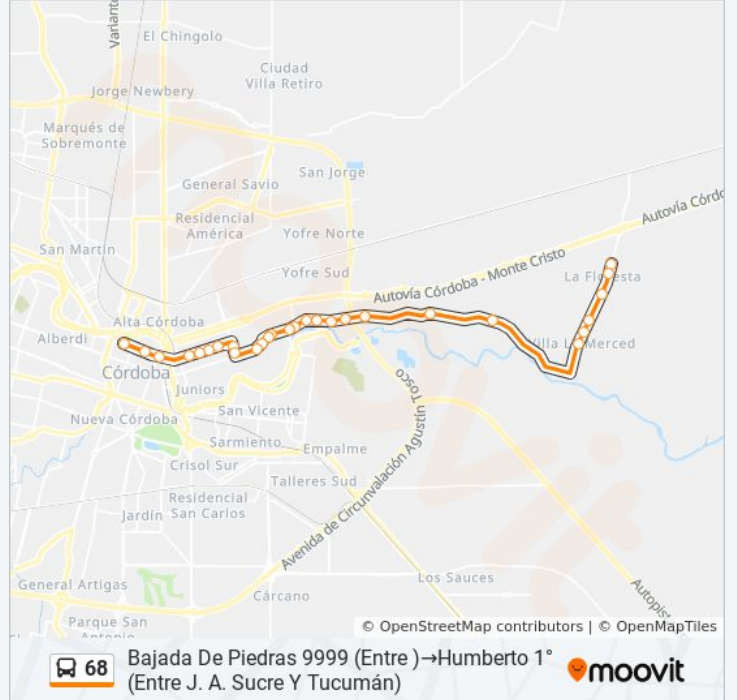 Variante
El Chingolo
Ciudad
Villa Retiro
Jorge Newbery
Marqués de
Sobremonte
San Jorge
General Savio
Residencial
América
Autovía Córdo
Yofre Norte
San Martín
Yofre Sud
Autovía Córdoba - Monte Cristo
La Floresta
Alta Córdoba
Alberdi
Villa La Merced
Córdoba
Juniors
San Vicente
Nueva Córdoba
Sarmiento
Empalme
Crisol Sur
Talleres Sud
Residencial
San Carlos
Jardín
Avenida de Circunvalación Agustín Tosco
Los Sauces
General Artigas
Cárcano
Autopis
Parque San
Antonio
© OpenStreetMap contributors | © OpenMapTiles
68
Bajada De Piedras 9999 (Entre )→Humberto 1°
(Entre J. A. Sucre Y Tucumán)
moovit